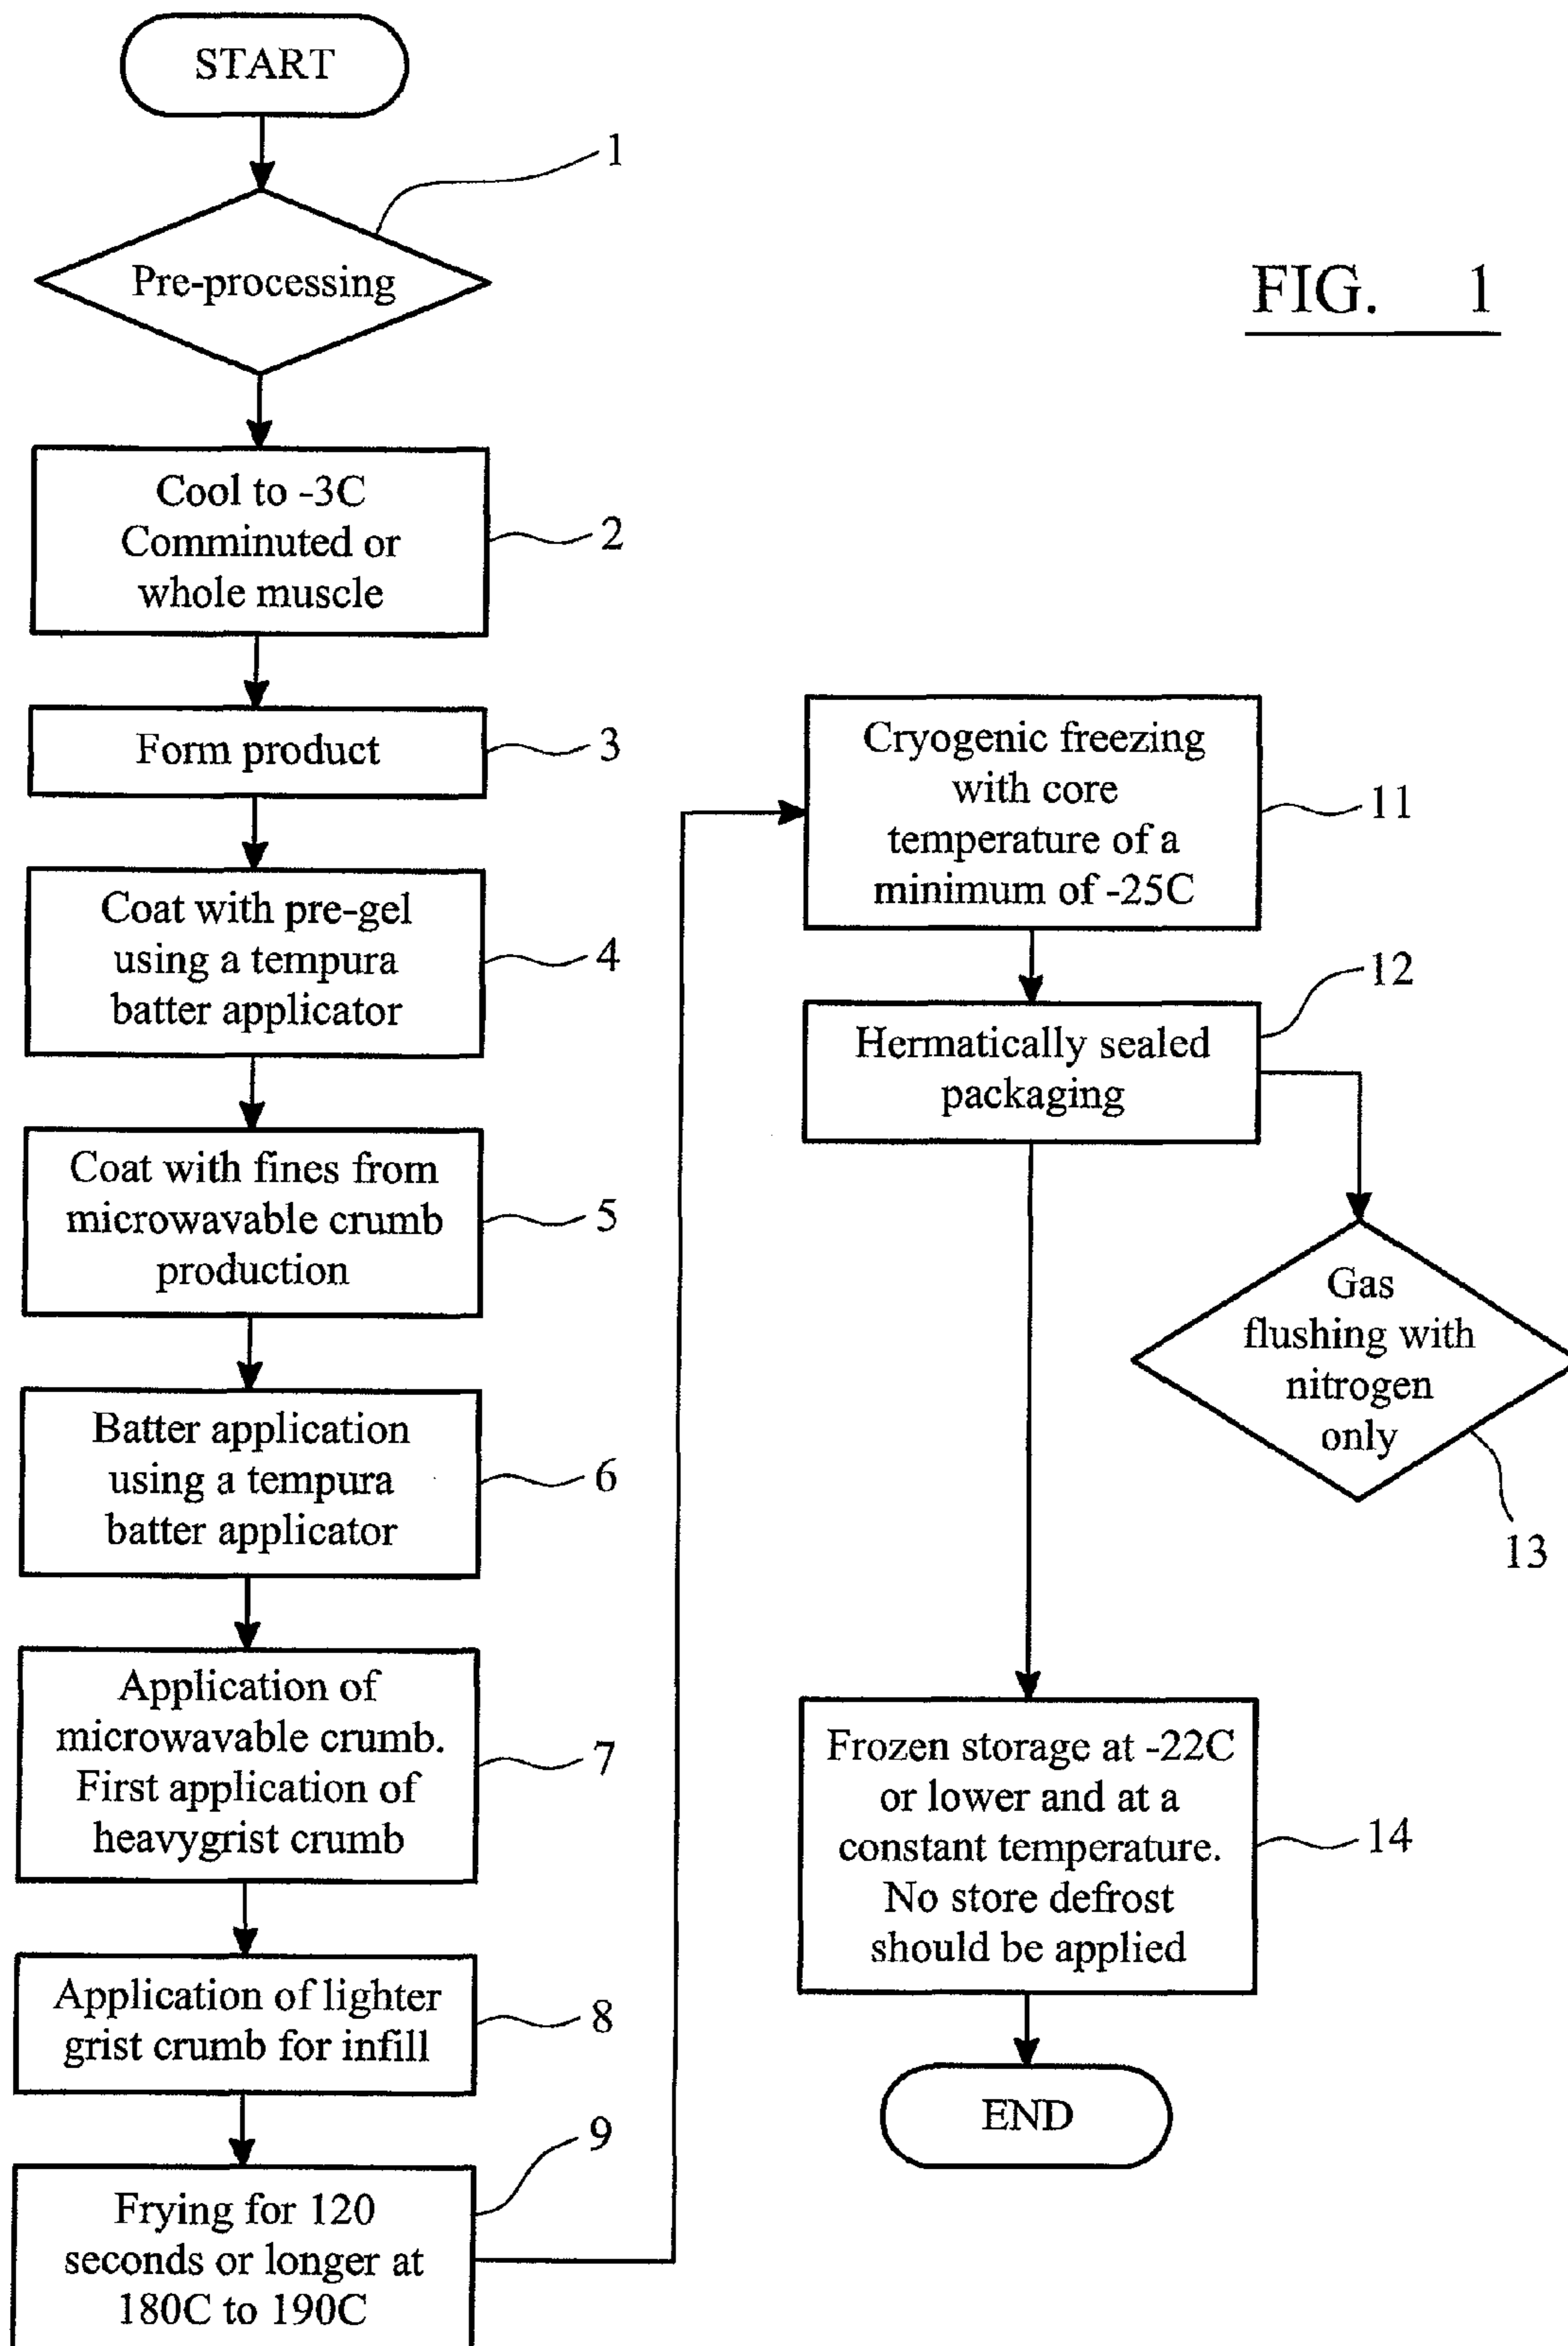 START
1
Pre-processing
FIG. 1
Cool to -3C
Comminuted or
whole muscle
2
Form product
3
Coat with pre-gel
using a tempura
batter applicator
4
Coat with fines from
microwavable crumb
production
5
Batter application
using a tempura
batter applicator
6
Application of
microwavable crumb.
First application of
heavygrist crumb
7
Application of lighter
grist crumb for infill
8
Frying for 120
seconds or longer at
180C to 190C
9
Cryogenic freezing
with core
temperature of a
minimum of -25C
11
Hermatically sealed
packaging
12
Gas
flushing with
nitrogen
only
13
Frozen storage at -22C
or lower and at a
constant temperature.
No store defrost
should be applied
14
END